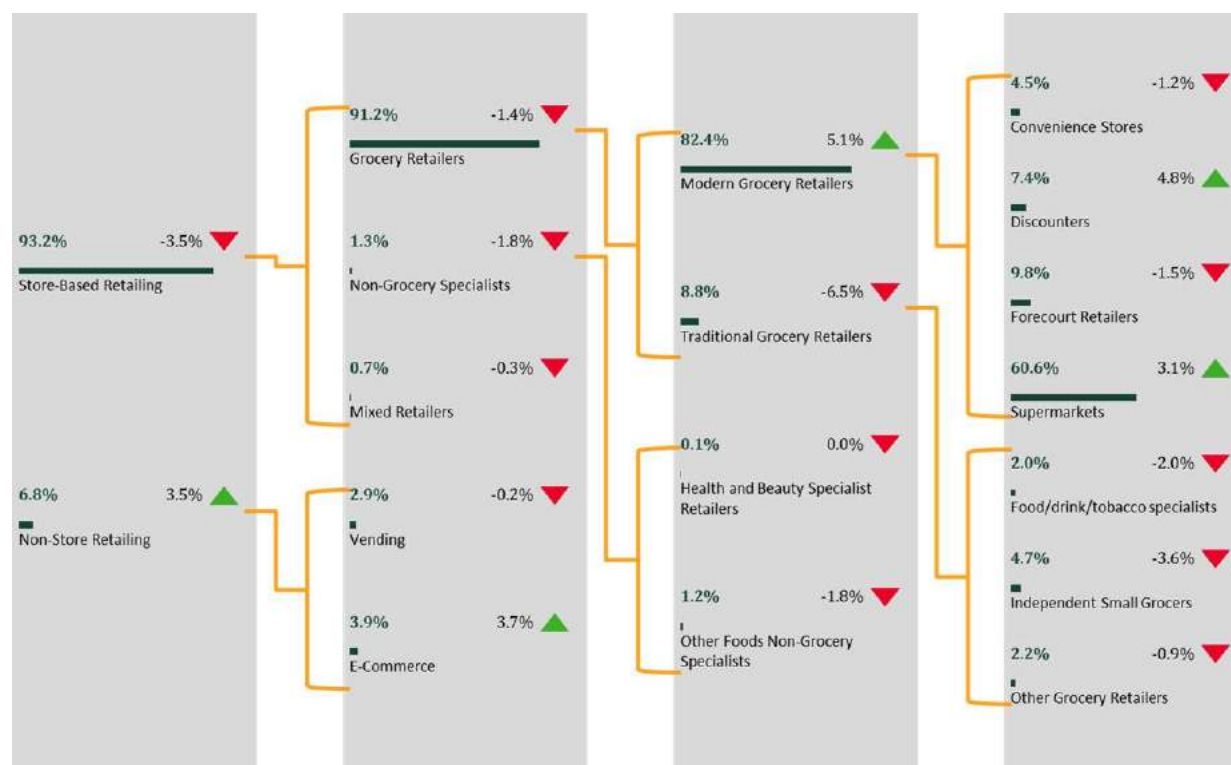 93.2% -3.5%
Store-Based Retailing
6.8% 3.5%
Non-Store Retailing
91.2% -1.4%
Grocery Retailers
1.3% -1.8%
Non-Grocery Specialists
0.7% -0.3%
Mixed Retailers
2.9% -0.2%
Vending
3.9% 3.7%
E-Commerce
82.4% 5.1%
Modern Grocery Retailers
8.8% -6.5%
Traditional Grocery Retailers
0.1% 0.0%
Health and Beauty Specialist
Retailers
1.2% -1.8%
Other Foods Non-Grocery
Specialists
4.5% -1.2%
Convenience Stores
7.4% 4.8%
Discounters
9.8% -1.5%
Forecourt Retailers
60.6% 3.1%
Supermarkets
2.0% -2.0%
Food/drink/tobacco specialists
4.7% -3.6%
Independent Small Grocers
2.2% -0.9%
Other Grocery Retailers